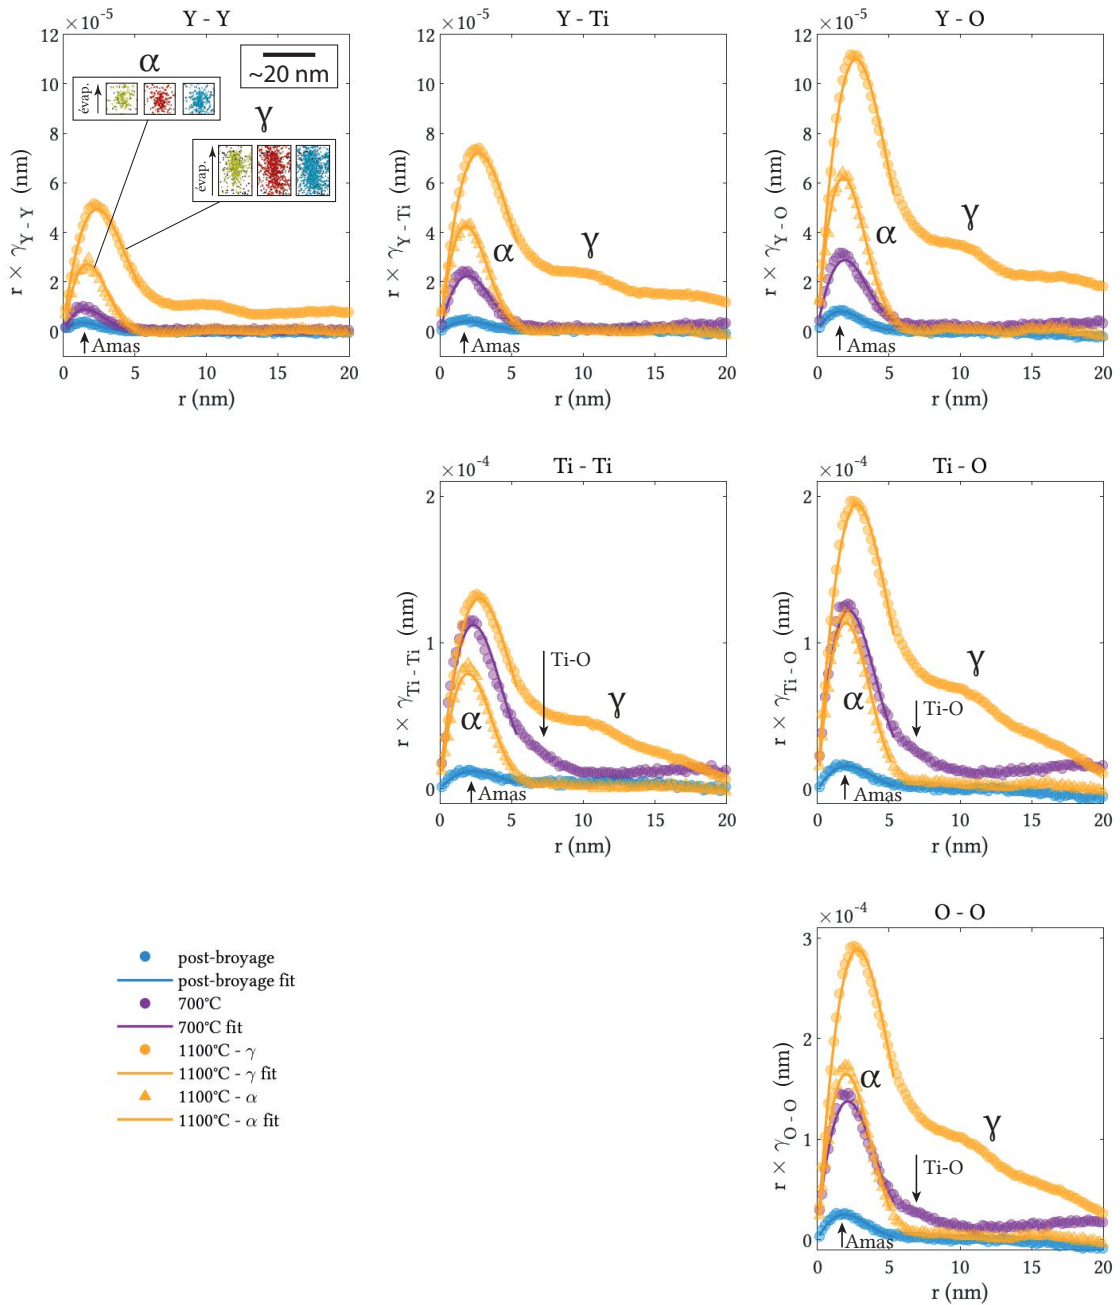 ×10⁻⁵ Y - Y
12
10
8
6
4
2
0
r × γ Y - Y (nm)
α
évap.
~20 nm
γ
évap.
Amas
0 5 10 15 20
r (nm)
×10⁻⁵ Y - Ti
12
10
8
6
4
2
0
r × γ Y - Ti (nm)
α
γ
Amas
0 5 10 15 20
r (nm)
×10⁻⁵ Y - O
12
10
8
6
4
2
0
r × γ Y - O (nm)
α
γ
Amas
0 5 10 15 20
r (nm)
×10⁻⁴ Ti - Ti
2
1
0
r × γ Ti - Ti (nm)
Ti-O
α
γ
Amas
0 5 10 15 20
r (nm)
×10⁻⁴ Ti - O
2
1
0
r × γ Ti - O (nm)
γ
α
Ti-O
Amas
0 5 10 15 20
r (nm)
post-broyage
post-broyage fit
700°C
700°C fit
1100°C - γ
1100°C - γ fit
1100°C - α
1100°C - α fit
×10⁻⁴ O - O
3
2
1
0
r × γ O - O (nm)
α
γ
Ti-O
Amas
0 5 10 15 20
r (nm)